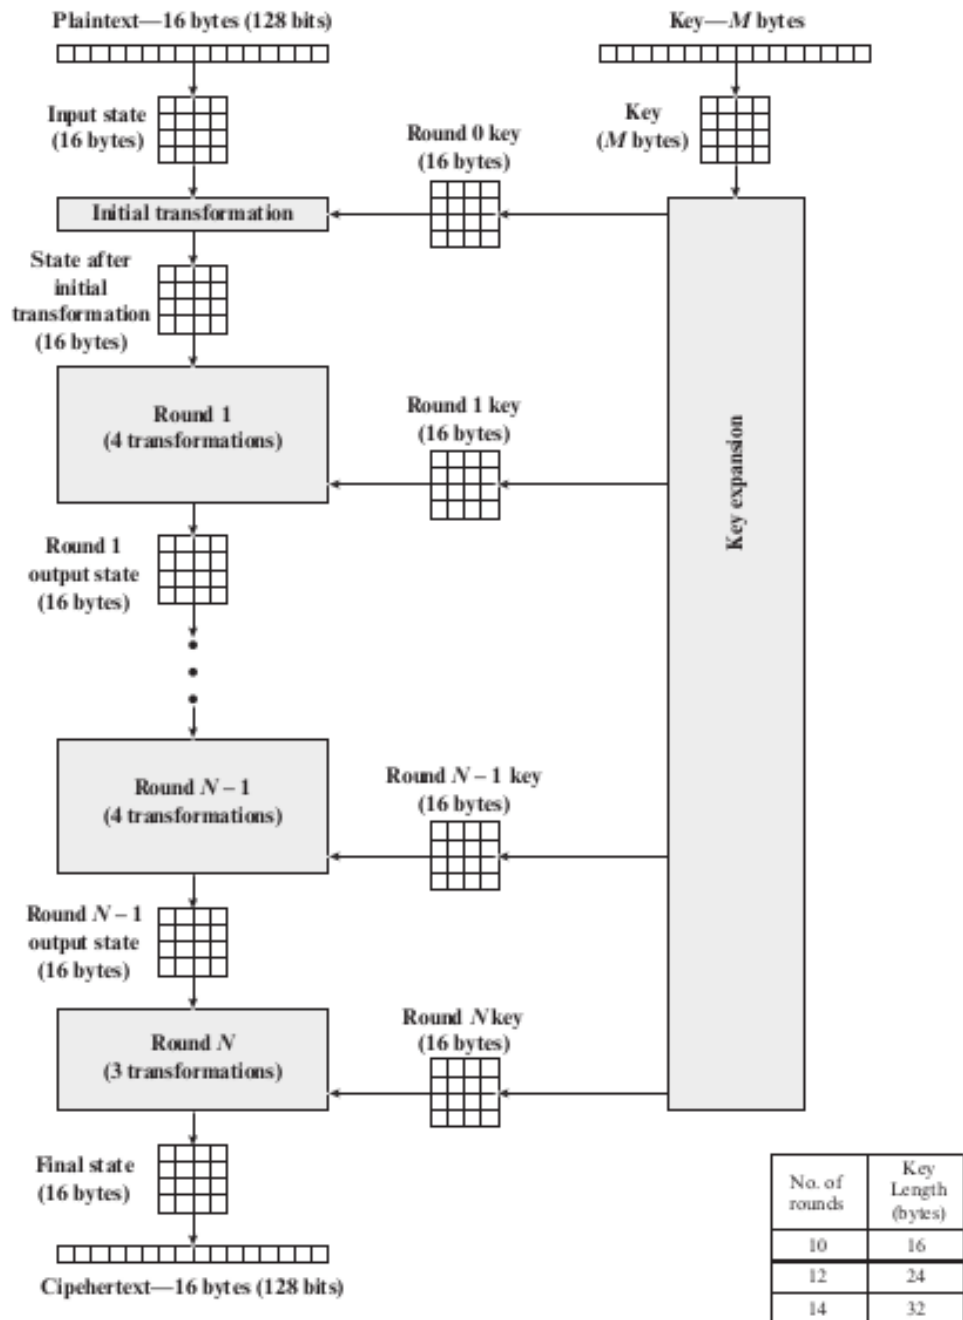 Plaintext—16 bytes (128 bits)
Key—M bytes
Input state
(16 bytes)
Key
(M bytes)
Round 0 key
(16 bytes)
Initial transformation
State after
initial
transformation
(16 bytes)
Round 1
(4 transformations)
Round 1 key
(16 bytes)
Key expansion
Round 1
output state
(16 bytes)
Round N – 1
(4 transformations)
Round N – 1 key
(16 bytes)
Round N – 1
output state
(16 bytes)
Round N
(3 transformations)
Round N key
(16 bytes)
Final state
(16 bytes)
Cipehertext—16 bytes (128 bits)
No. of
rounds
Key
Length
(bytes)
10 16
12 24
14 32